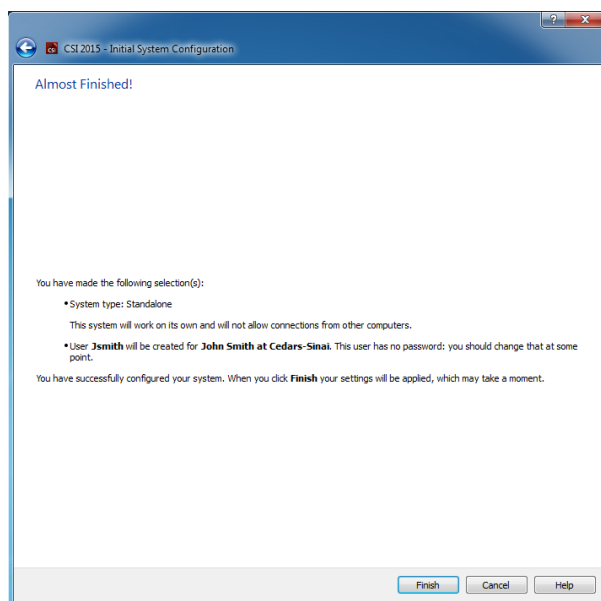 ?
X
CSI
CSI 2015 - Initial System Configuration
Almost Finished!
You have made the following selection(s):
• System type: Standalone
This system will work on its own and will not allow connections from other computers.
• User Jsmith will be created for John Smith at Cedars-Sinai. This user has no password: you should change that at some
point.
You have successfully configured your system. When you click Finish your settings will be applied, which may take a moment.
Finish Cancel Help